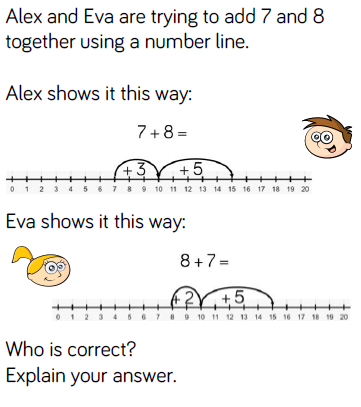 Alex and Eva are trying to add 7 and 8
together using a number line.
Alex shows it this way:
7 + 8 =
+ 3 + 5
0 1 2 3 4 5 6 7 8 9 10 11 12 13 14 15 16 17 18 19 20
Eva shows it this way:
8 + 7 =
+ 2 + 5
0 1 2 3 4 5 6 7 8 9 10 11 12 13 14 15 16 17 18 19 20
Who is correct?
Explain your answer.